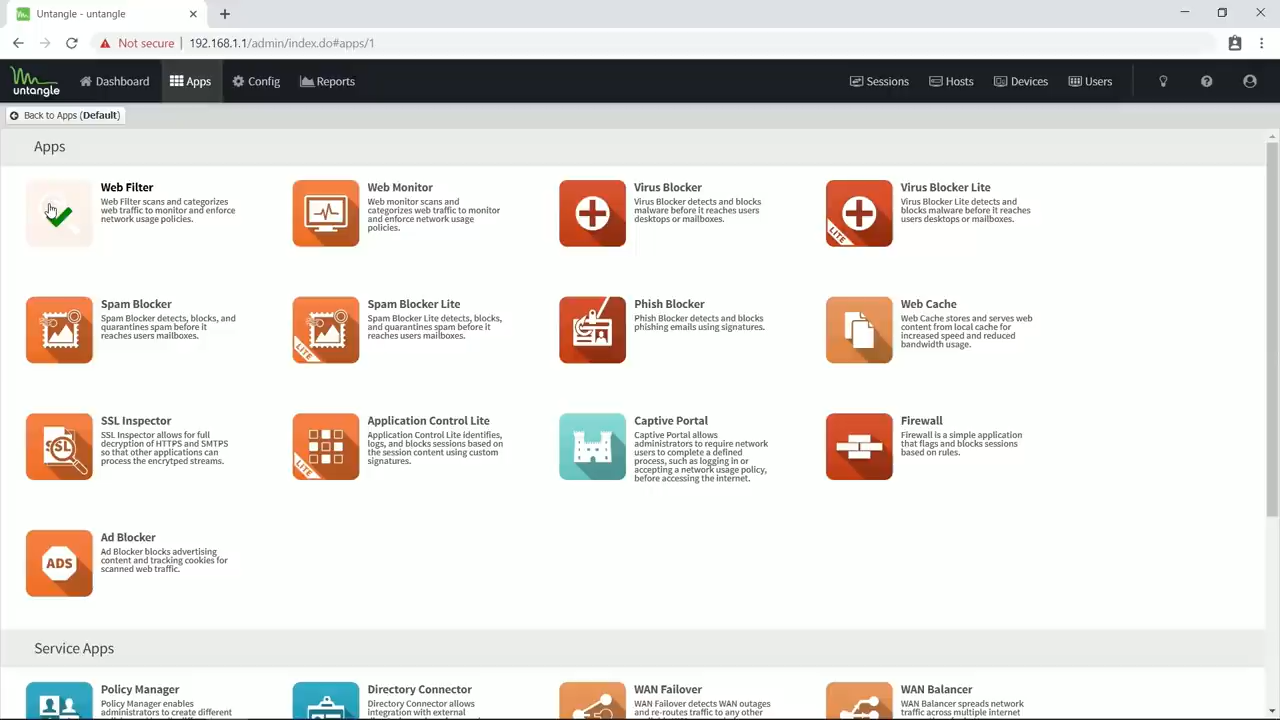 Untangle - untangle
Not secure
192.168.1.1/admin/index.do#apps/1
untangle
Dashboard
Apps
Config
Reports
Sessions
Hosts
Devices
Users
Back to Apps (Default)
Apps
Web Filter
Web Filter scans and categorizes
web traffic to monitor and enforce
network usage policies.
Web Monitor
Web monitor scans and
categorizes web traffic to monitor
and enforce network usage
policies.
Virus Blocker
Virus Blocker detects and blocks
malware before it reaches users
desktops or mailboxes.
LITE
Virus Blocker Lite
Virus Blocker Lite detects and
blocks malware before it reaches
users desktops or mailboxes.
Spam Blocker
Spam Blocker detects, blocks, and
quarantines spam before it
reaches users mailboxes.
LITE
Spam Blocker Lite
Spam Blocker Lite detects, blocks,
and quarantines spam before it
reaches users mailboxes.
Phish Blocker
Phish Blocker detects and blocks
phishing emails using signatures.
Web Cache
Web Cache stores and serves web
content from local cache for
increased speed and reduced
bandwidth usage.
SSL
SSL Inspector
SSL Inspector allows for full
decryption of HTTPS and SMTPS
so that other applications can
process the encrytped streams.
LITE
Application Control Lite
Application Control Lite identifies,
logs, and blocks sessions based on
the session content using custom
signatures.
Captive Portal
Captive Portal allows
administrators to require network
users to complete a defined
process, such as logging in or
accepting a network usage policy,
before accessing the internet.
Firewall
Firewall is a simple application
that flags and blocks sessions
based on rules.
ADS
Ad Blocker
Ad Blocker blocks advertising
content and tracking cookies for
scanned web traffic.
Service Apps
Policy Manager
Policy Manager enables
administrators to create different
Directory Connector
Directory Connector allows
integration with external
WAN Failover
WAN Failover detects WAN outages
and re-routes traffic to any other
WAN Balancer
WAN Balancer spreads network
traffic across multiple internet